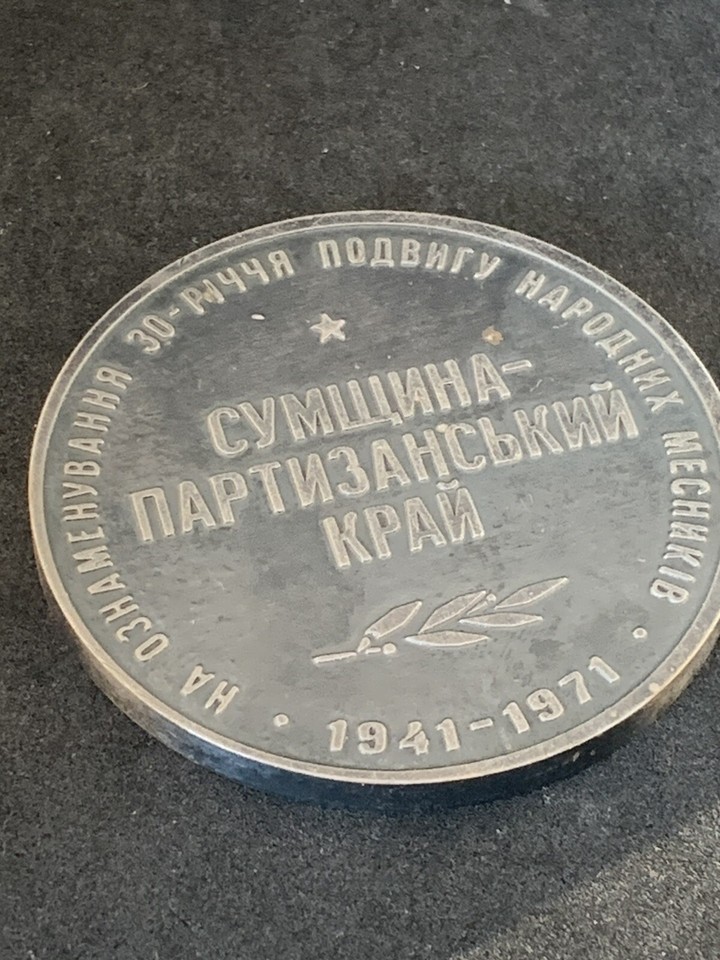 НА ОЗНАМЕНУВАННЯ 30-РІЧЧЯ ПОДВИГУ НАРОДНИХ МЕСНИКІВ
СУМЩИНА-
ПАРТИЗАНСЬКИЙ
КРАЙ
• 1941-1971 •